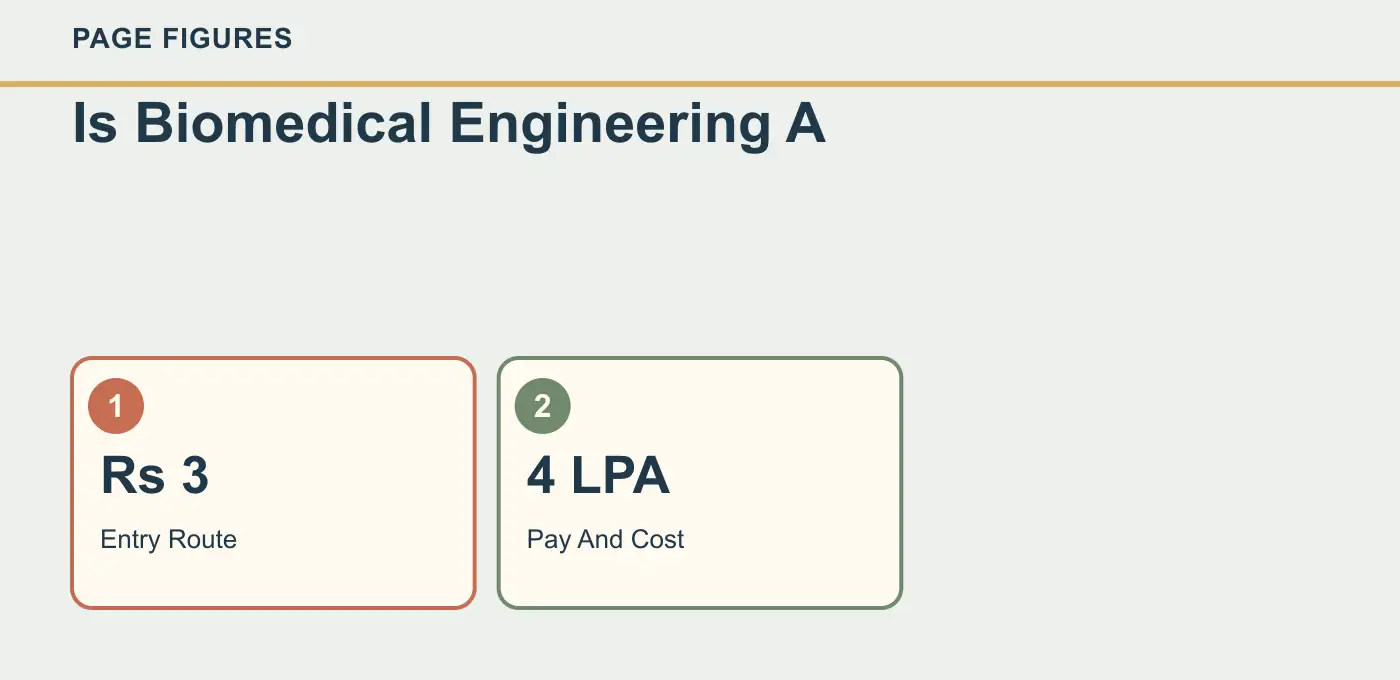 PAGE FIGURES
Is Biomedical Engineering A
1
Rs 3
Entry Route
2
4 LPA
Pay And Cost